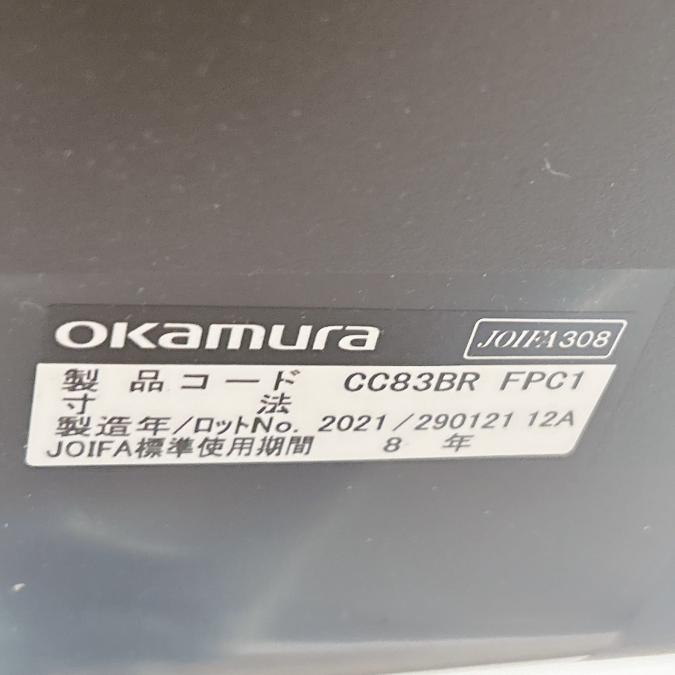 okamura
JOIFA308
製品コード CC83BR FPC1
寸法
製造年/ロットNo. 2021/290121 12A
JOIFA標準使用期間 8 年